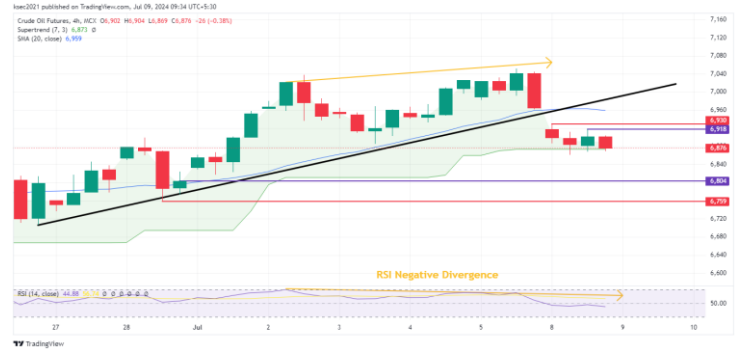 ksec2021 published on TradingView.com, Jul 09, 2024 09:34 UTC+5:30
Crude Oil Futures, 4h, MCX O6,902 H6,904 L6,869 C6,876 -26 (-0.38%)
Supertrend (7, 3) 6,873 Ø
SMA (20, close) 6,959
7,160
7,120
7,080
7,040
7,000
6,960
6,930
6,918
6,876
6,840
6,804
6,759
6,720
6,680
6,640
6,600
RSI Negative Divergence
RSI (14, close) 44.88 Ø Ø Ø Ø Ø
50.00
27 28 Jul 2 3 4 5 8 9 10
TradingView